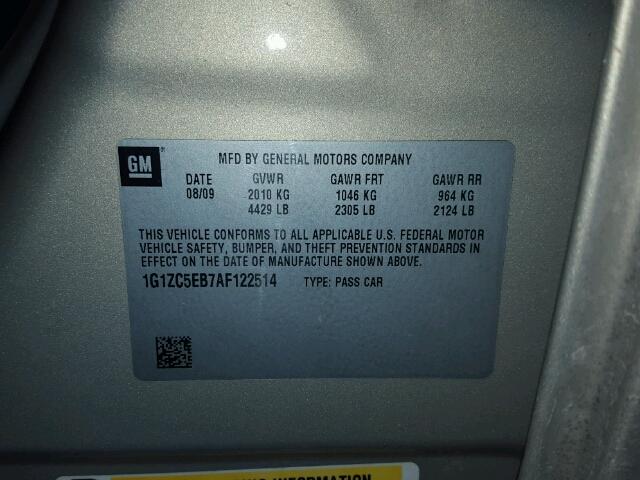 GM
MFD BY GENERAL MOTORS COMPANY
DATE GVWR GAWR FRT GAWR RR
08/09 2010 KG 1046 KG 964 KG
4429 LB 2305 LB 2124 LB
THIS VEHICLE CONFORMS TO ALL APPLICABLE U.S. FEDERAL MOTOR
VEHICLE SAFETY, BUMPER, AND THEFT PREVENTION STANDARDS IN
EFFECT ON THE DATE OF MANUFACTURE SHOWN ABOVE.
1G1ZC5EB7AF122514 TYPE: PASS CAR
INFORMATION